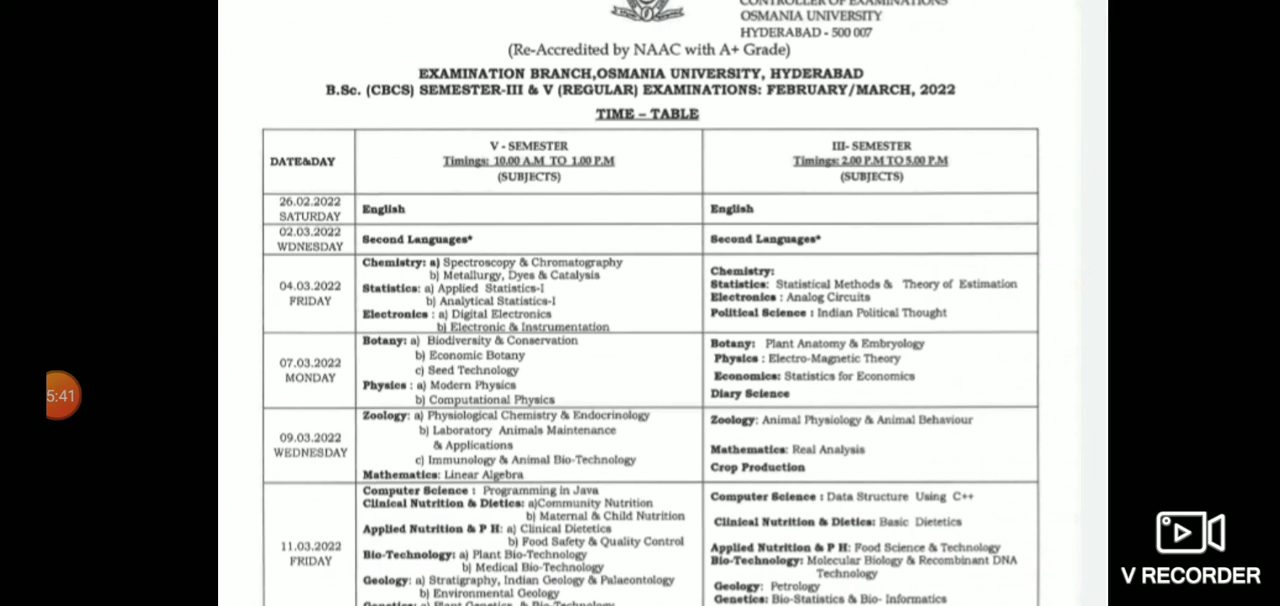 CONTROLLER OF EXAMINATIONS
OSMANIA UNIVERSITY
HYDERABAD - 500 007
(Re-Accredited by NAAC with A+ Grade)
EXAMINATION BRANCH,OSMANIA UNIVERSITY, HYDERABAD
B.Sc. (CBCS) SEMESTER-III & V (REGULAR) EXAMINATIONS: FEBRUARY/MARCH, 2022
TIME – TABLE
DATE&DAY
V - SEMESTER
Timings: 10.00 A.M TO 1.00 P.M
(SUBJECTS)
III- SEMESTER
Timings: 2.00 P.M TO 5.00 P.M
(SUBJECTS)
26.02.2022
SATURDAY
English
English
02.03.2022
WDNESDAY
Second Languages*
Second Languages*
04.03.2022
FRIDAY
Chemistry: a) Spectroscopy & Chromatography
b) Metallurgy, Dyes & Catalysis
Statistics: a) Applied Statistics-I
b) Analytical Statistics-I
Electronics : a) Digital Electronics
b) Electronic & Instrumentation
Chemistry:
Statistics: Statistical Methods & Theory of Estimation
Electronics : Analog Circuits
Political Science : Indian Political Thought
07.03.2022
MONDAY
Botany: a) Biodiversity & Conservation
b) Economic Botany
c) Seed Technology
Physics : a) Modern Physics
b) Computational Physics
Botany: Plant Anatomy & Embryology
Physics : Electro-Magnetic Theory
Economics: Statistics for Economics
Diary Science
09.03.2022
WEDNESDAY
Zoology: a) Physiological Chemistry & Endocrinology
b) Laboratory Animals Maintenance
& Applications
c) Immunology & Animal Bio-Technology
Mathematics: Linear Algebra
Zoology: Animal Physiology & Animal Behaviour
Mathematics: Real Analysis
Crop Production
11.03.2022
FRIDAY
Computer Science : Programming in Java
Clinical Nutrition & Dietics: a)Community Nutrition
b) Maternal & Child Nutrition
Applied Nutrition & P H: a) Clinical Dietetics
b) Food Safety & Quality Control
Bio-Technology: a) Plant Bio-Technology
b) Medical Bio-Technology
Geology: a) Stratigraphy, Indian Geology & Palaeontology
b) Environmental Geology
Genetics: a) Plant Genetics & Bio-Technology
Computer Science : Data Structure Using C++
Clinical Nutrition & Dietics: Basic Dietetics
Applied Nutrition & P H: Food Science & Technology
Bio-Technology: Molecular Biology & Recombinant DNA
Technology
Geology: Petrology
Genetics: Bio-Statistics & Bio- Informatics
5:41
V RECORDER